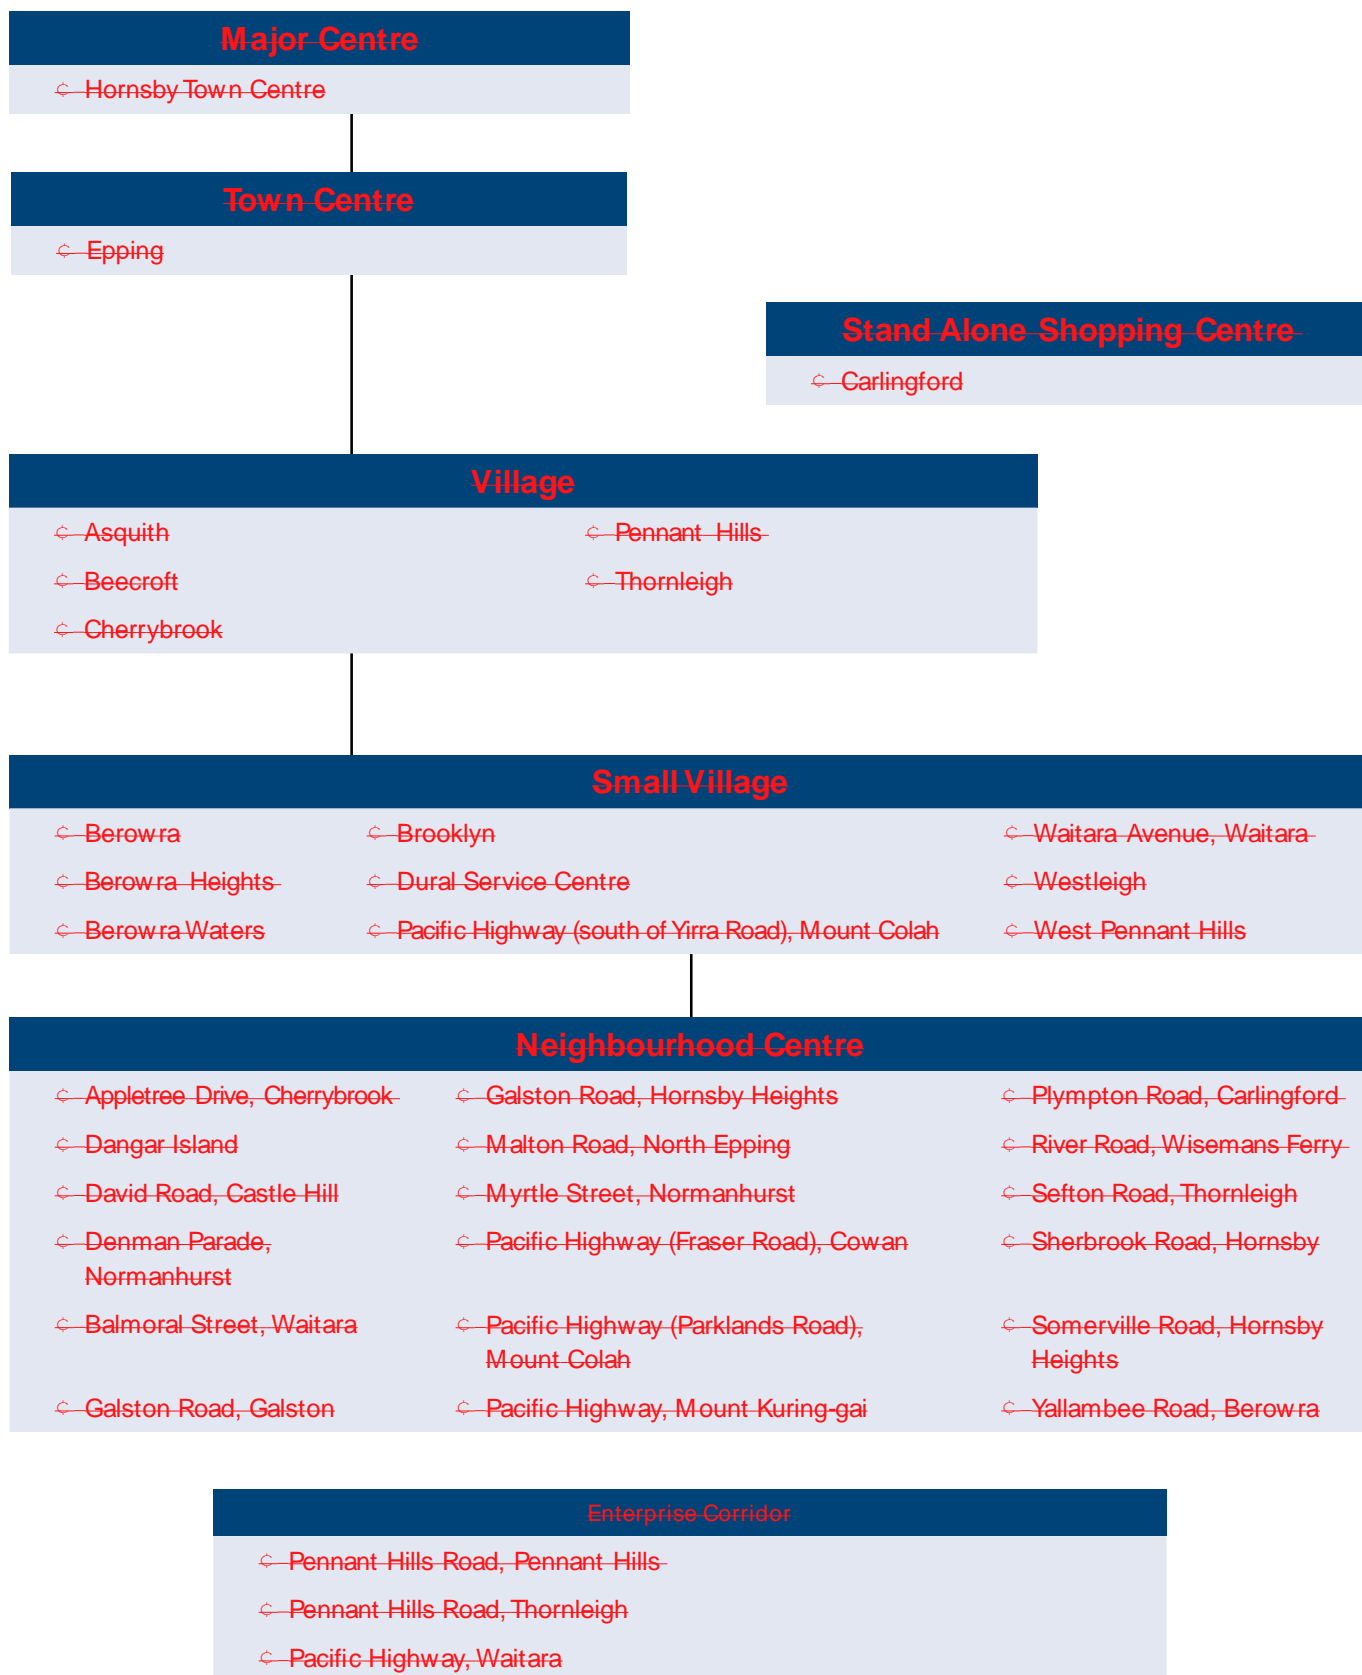 Major Centre
¢ Hornsby Town Centre
Town Centre
¢ Epping
Stand Alone Shopping Centre
¢ Carlingford
Village
¢ Asquith
¢ Pennant Hills
¢ Beecroft
¢ Thornleigh
¢ Cherrybrook
Small Village
¢ Berowra
¢ Brooklyn
¢ Waitara Avenue, Waitara
¢ Berowra Heights
¢ Dural Service Centre
¢ Westleigh
¢ Berowra Waters
¢ Pacific Highway (south of Yirra Road), Mount Colah
¢ West Pennant Hills
Neighbourhood Centre
¢ Appletree Drive, Cherrybrook
¢ Galston Road, Hornsby Heights
¢ Plympton Road, Carlingford
¢ Dangar Island
¢ Malton Road, North Epping
¢ River Road, Wisemans Ferry
¢ David Road, Castle Hill
¢ Myrtle Street, Normanhurst
¢ Sefton Road, Thornleigh
¢ Denman Parade,
Normanhurst
¢ Pacific Highway (Fraser Road), Cowan
¢ Sherbrook Road, Hornsby
¢ Balmoral Street, Waitara
¢ Pacific Highway (Parklands Road),
Mount Colah
¢ Somerville Road, Hornsby
Heights
¢ Galston Road, Galston
¢ Pacific Highway, Mount Kuring-gai
¢ Yallambee Road, Berowra
Enterprise Corridor
¢ Pennant Hills Road, Pennant Hills
¢ Pennant Hills Road, Thornleigh
¢ Pacific Highway, Waitara